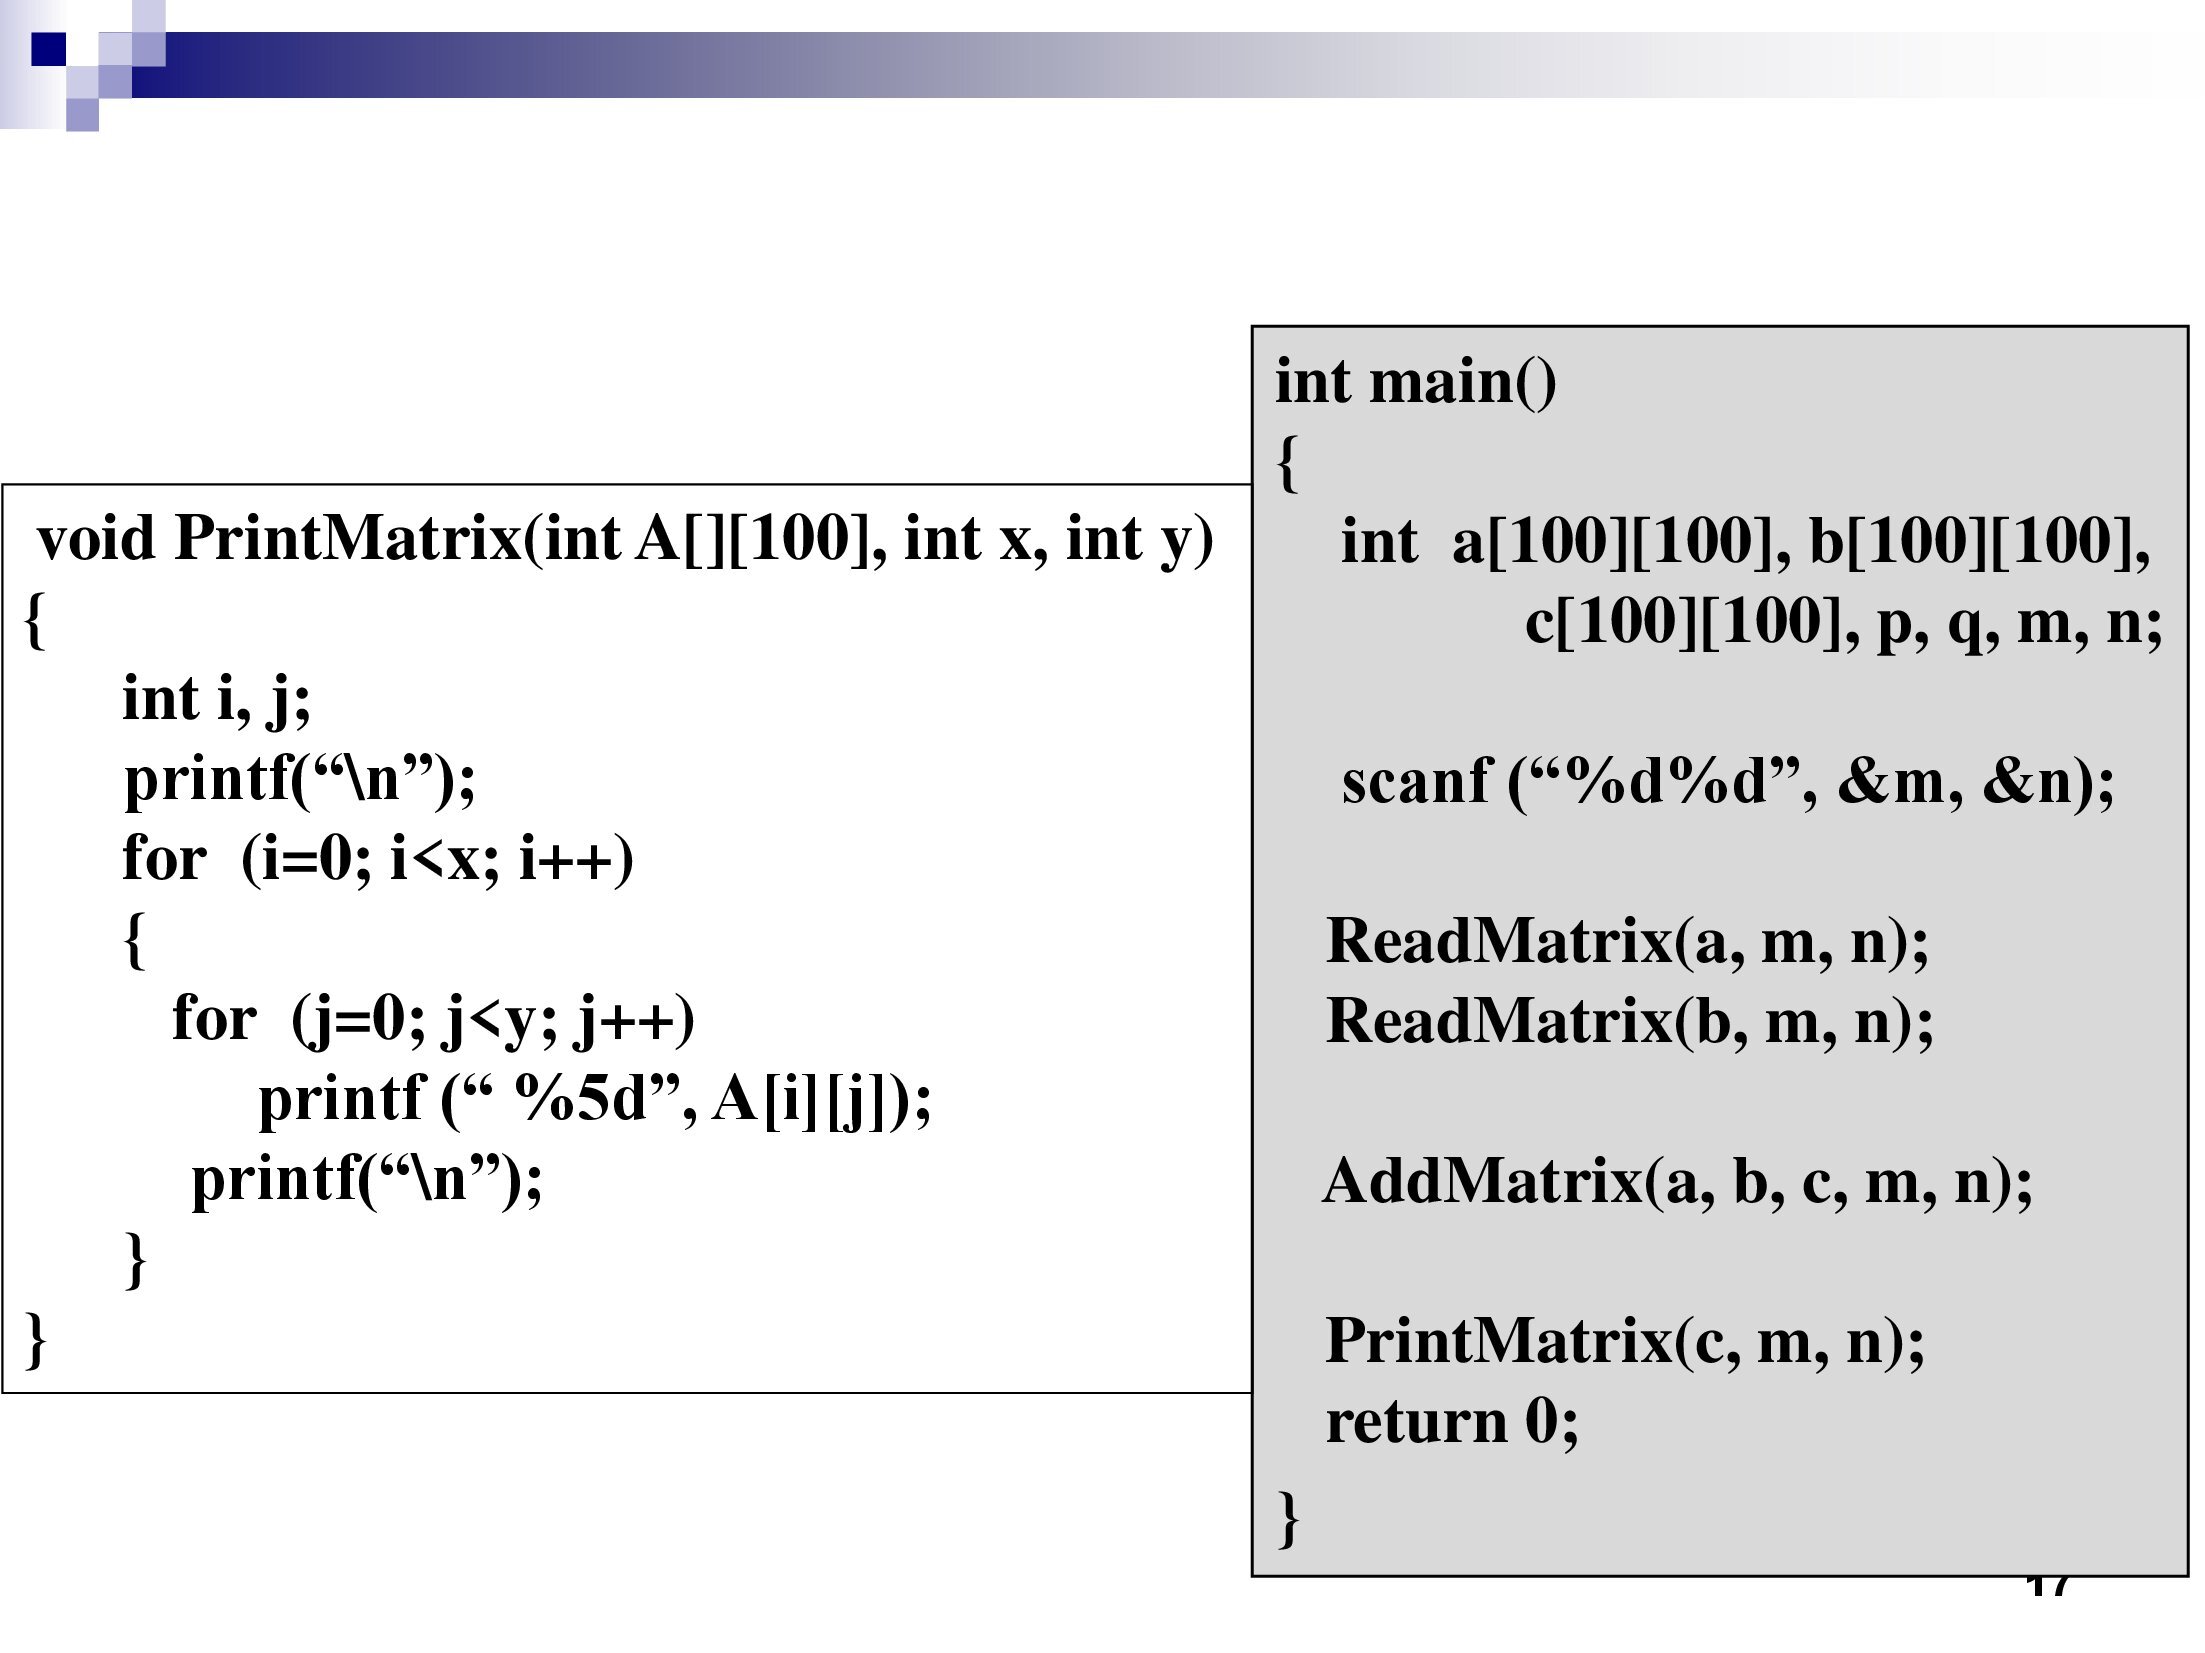 void PrintMatrix(int A[][100], int x, int y)
{
int i, j;
printf(“\n”);
for  (i=0; i<x; i++)
{
for  (j=0; j<y; j++)
printf (“ %5d”, A[i][j]);
printf(“\n”);
}
}
int main()
{
int  a[100][100], b[100][100],
c[100][100], p, q, m, n;
scanf (“%d%d”, &m, &n);
ReadMatrix(a, m, n);
ReadMatrix(b, m, n);
AddMatrix(a, b, c, m, n);
PrintMatrix(c, m, n);
return 0;
}
17